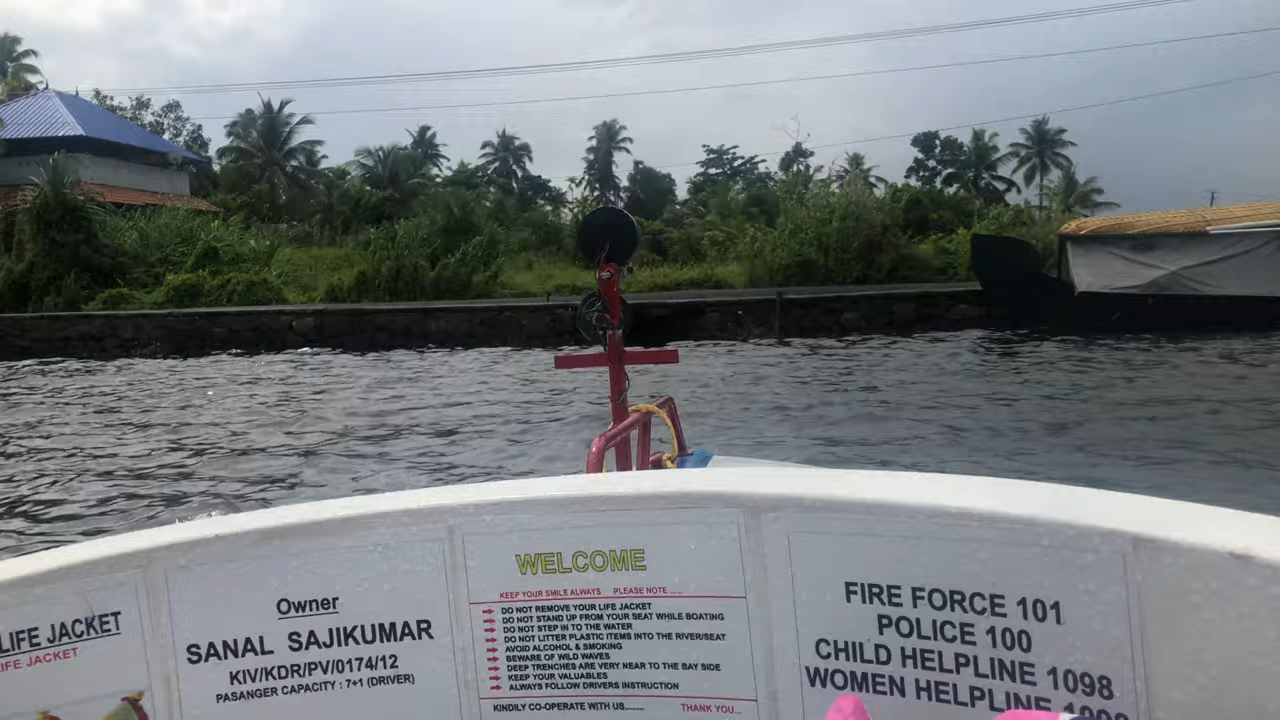 LIFE JACKET
LIFE JACKET
Owner
SANAL SAJIKUMAR
KIV/KDR/PV/0174/12
PASANGER CAPACITY : 7+1 (DRIVER)
WELCOME
KEEP YOUR SMILE ALWAYS PLEASE NOTE .....
DO NOT REMOVE YOUR LIFE JACKET
DO NOT STAND UP FROM YOUR SEAT WHILE BOATING
DO NOT STEP IN TO THE WATER
DO NOT LITTER PLASTIC ITEMS INTO THE RIVER/SEAT
AVOID ALCOHOL & SMOKING
BEWARE OF WILD WAVES
DEEP TRENCHES ARE VERY NEAR TO THE BAY SIDE
KEEP YOUR VALUABLES
ALWAYS FOLLOW DRIVERS INSTRUCTION
KINDILY CO-OPERATE WITH US........ THANK YOU...
FIRE FORCE 101
POLICE 100
CHILD HELPLINE 1098
WOMEN HELPLINE